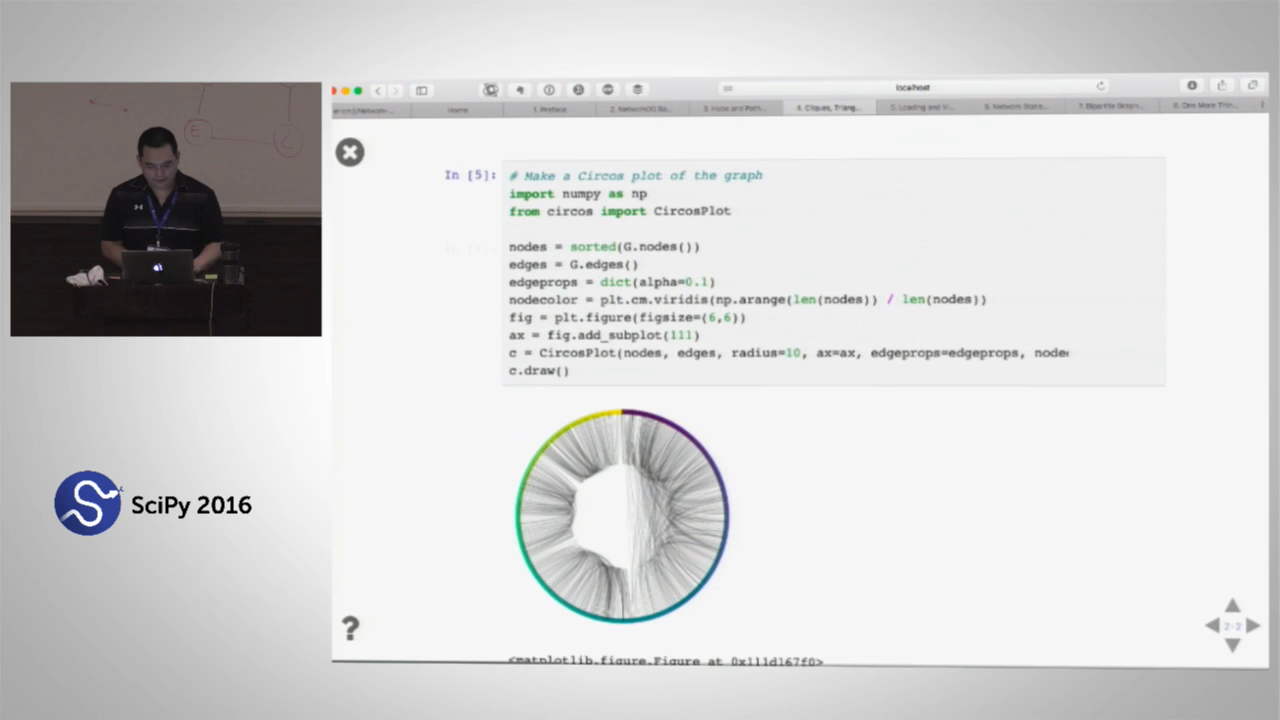 E
C
SciPy 2016
localhost
Home
1. Preface
4. Cliques, Triang...
In [5]:
# Make a Circos plot of the graph
import numpy as np
from circos import CircosPlot
nodes = sorted(G.nodes())
edges = G.edges()
edgeprops = dict(alpha=0.1)
nodecolor = plt.cm.viridis(np.arange(len(nodes)) / len(nodes))
fig = plt.figure(figsize=(6,6))
ax = fig.add_subplot(111)
c = CircosPlot(nodes, edges, radius=10, ax=ax, edgeprops=edgeprops, node
c.draw()
<matplotlib.figure.Figure at 0x111d167f0>
?
2-2